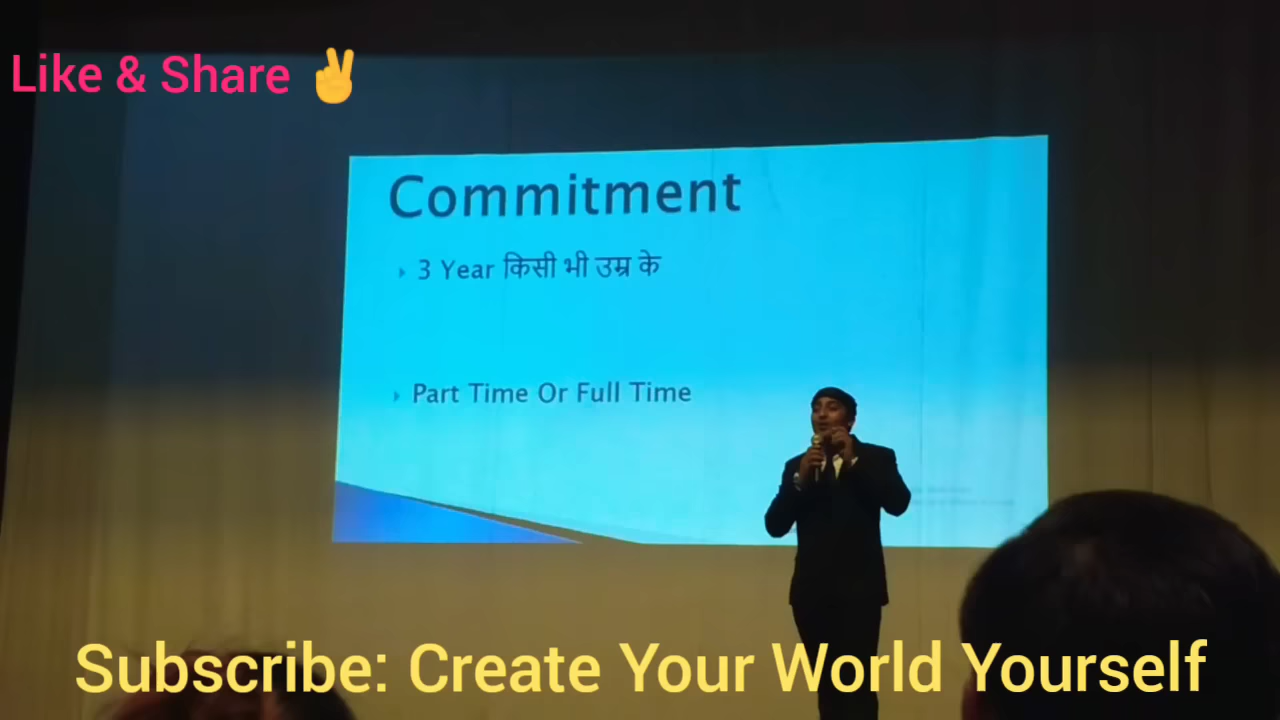 Like & Share ✌
Commitment
3 Year किसी भी उम्र के
Part Time Or Full Time
Subscribe: Create Your World Yourself